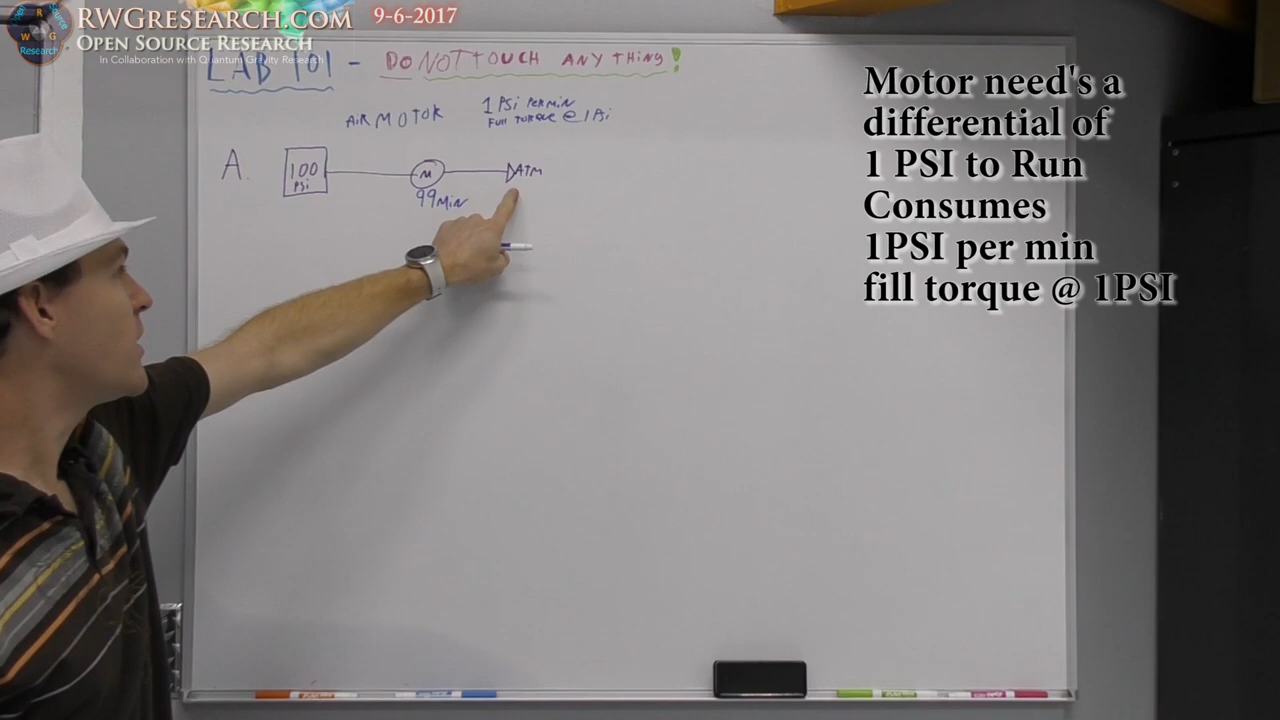 RWGRESEARCH.COM
9-6-2017
OPEN SOURCE RESEARCH
In Collaboration with Quantum Gravity Research
R
W G
Research
LAB 101 - DO NOT TOUCH ANY THING!
AIR MOTOR
1 PSi PER MIN
FULL TORQUE @ 1 PSi
A.
100
PSi
M
ATM
99 MiN
Motor need's a
differential of
1 PSI to Run
Consumes
1PSI per min
fill torque @ 1PSI